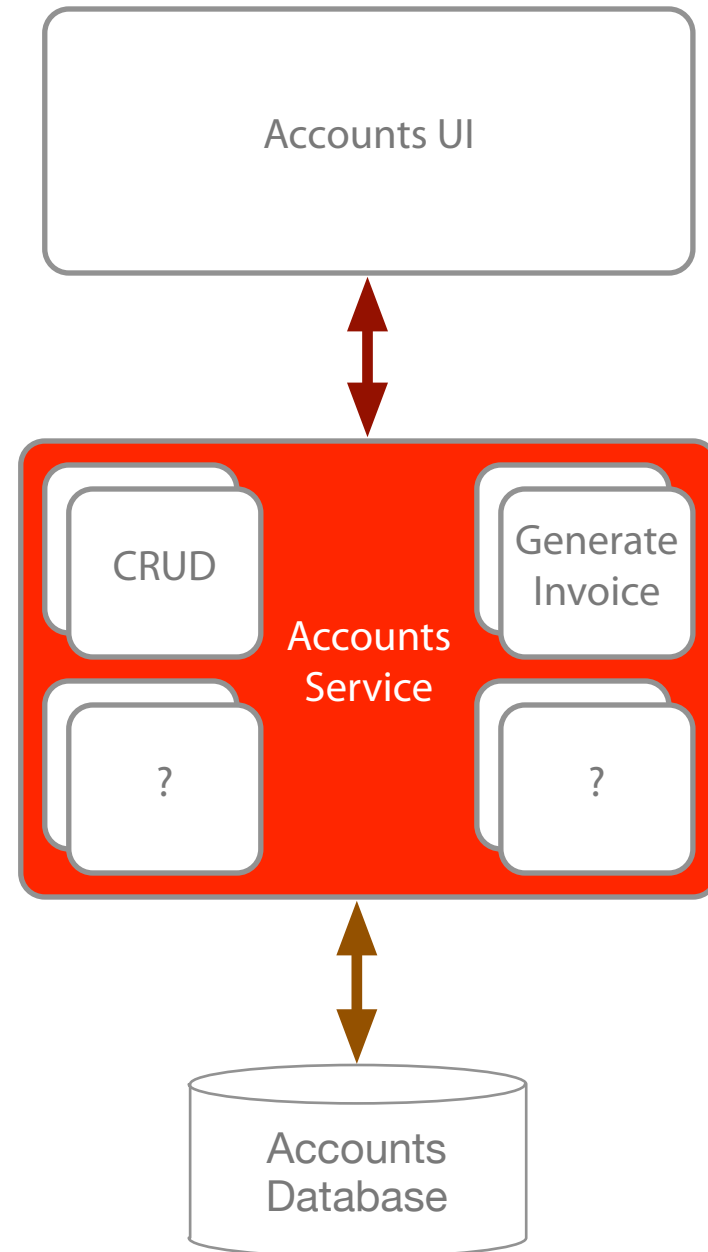 Accounts UI
CRUD
Generate
Invoice
Accounts
Service
?
?
Accounts
Database